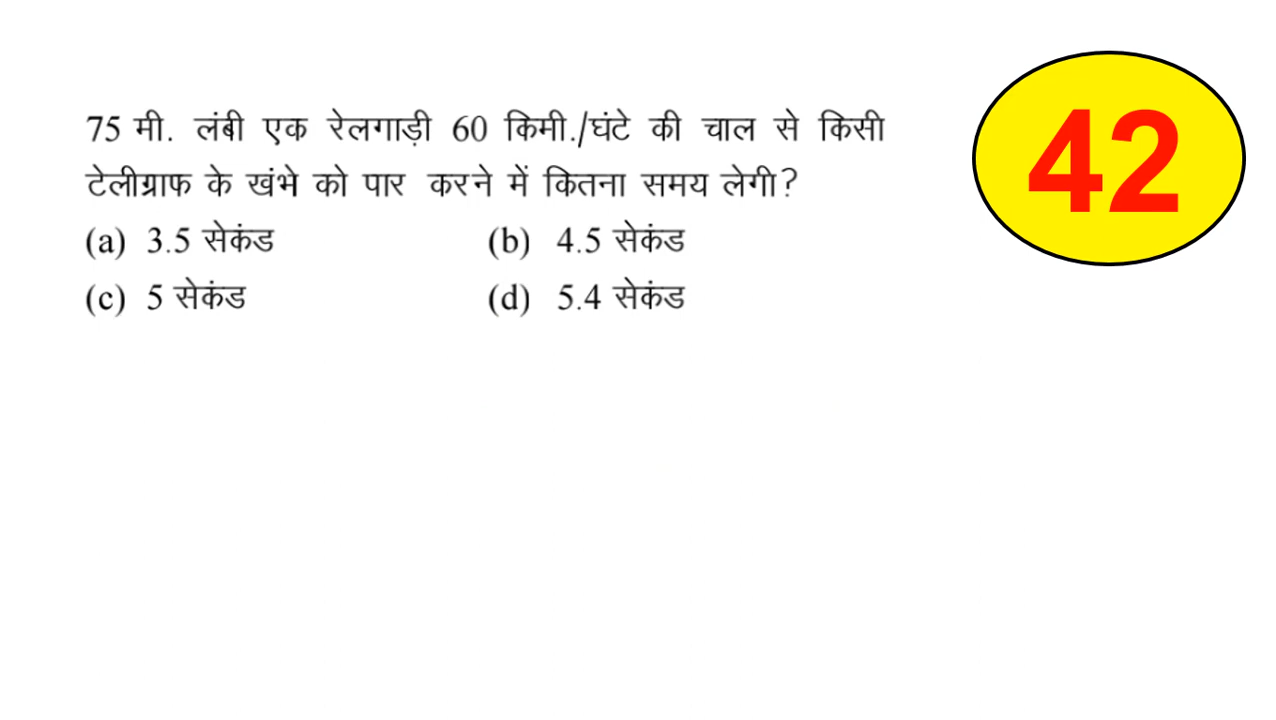 75 मी. लंबी एक रेलगाड़ी 60 किमी./घंटे की चाल से किसी
टेलीग्राफ के खंभे को पार करने में कितना समय लेगी?
(a) 3.5 सेकंड (b) 4.5 सेकंड
(c) 5 सेकंड (d) 5.4 सेकंड
42